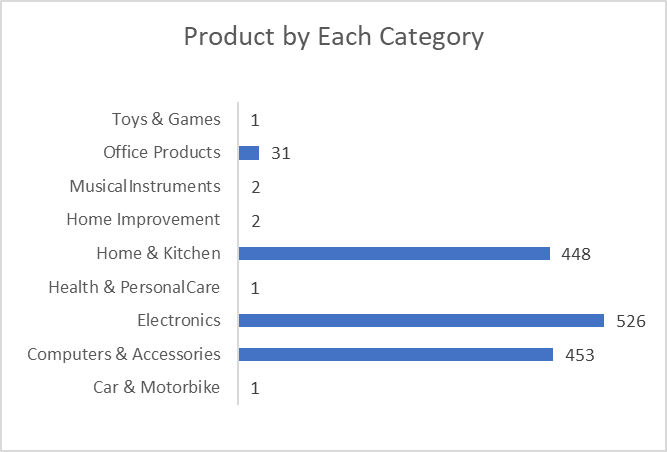 Product by Each Category
Toys & Games 1
Office Products 31
MusicalInstruments 2
Home Improvement 2
Home & Kitchen 448
Health & PersonalCare 1
Electronics 526
Computers & Accessories 453
Car & Motorbike 1